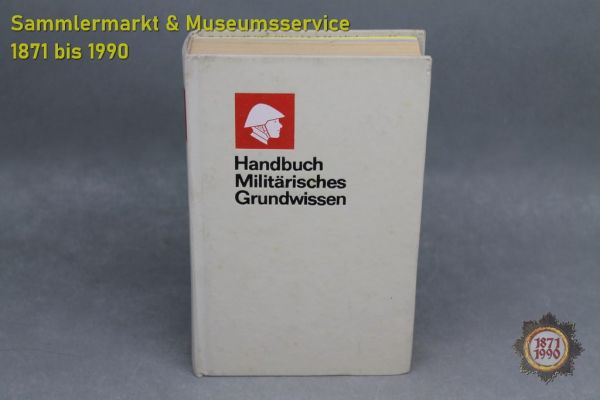 Sammlermarkt & Museumsservice
1871 bis 1990
Handbuch
Militärisches
Grundwissen
1871
1990